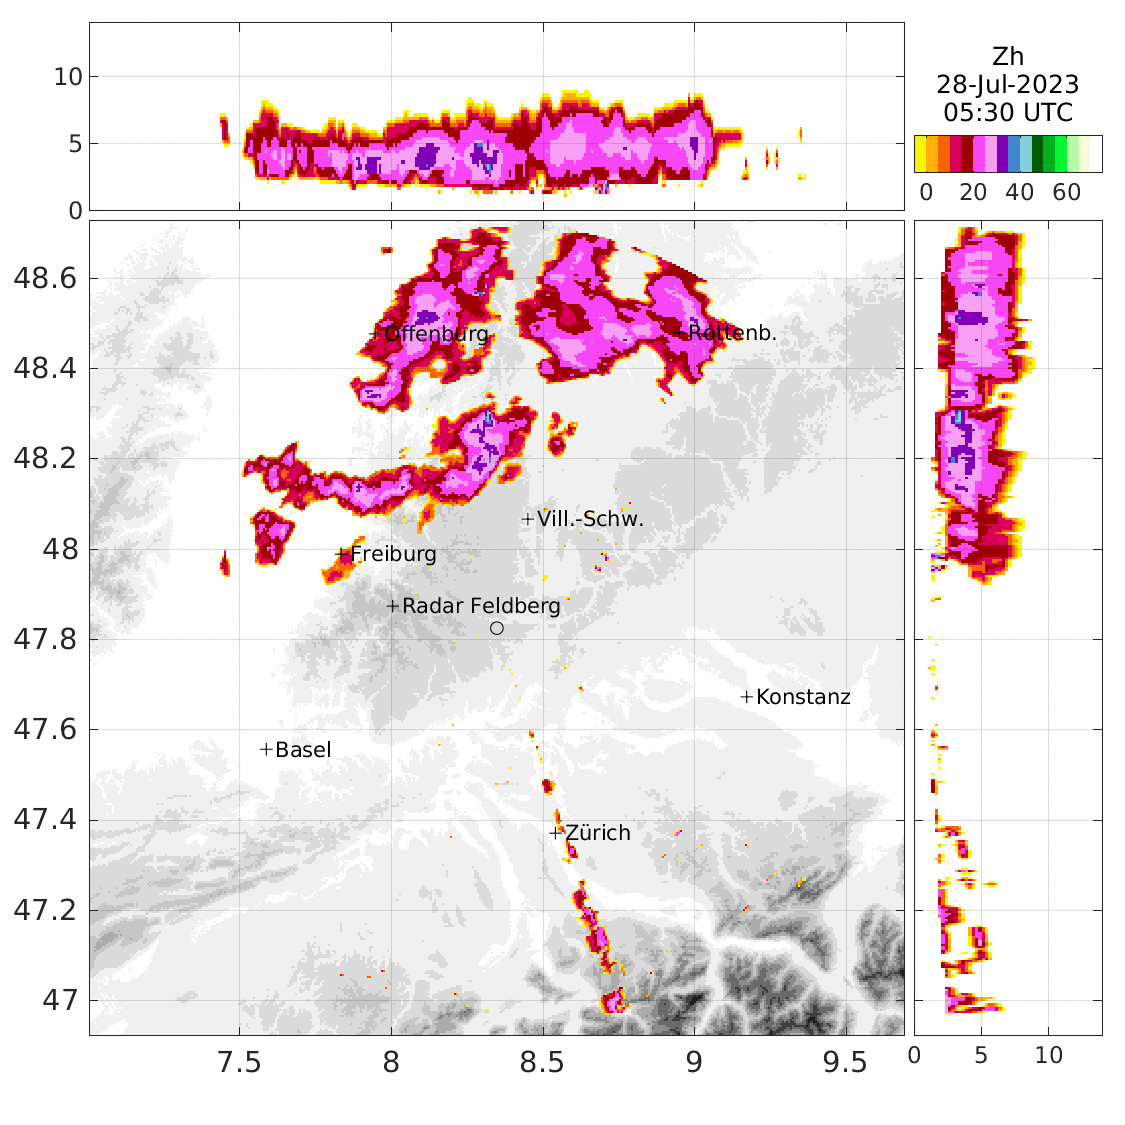 10
5
0
Zh
28-Jul-2023
05:30 UTC
0 20 40 60
48.6
48.4
48.2
48
47.8
47.6
47.4
47.2
47
Offenburg
Rottenb.
Vill.-Schw.
Freiburg
Radar Feldberg
Konstanz
Basel
Zürich
7.5 8 8.5 9 9.5
0 5 10